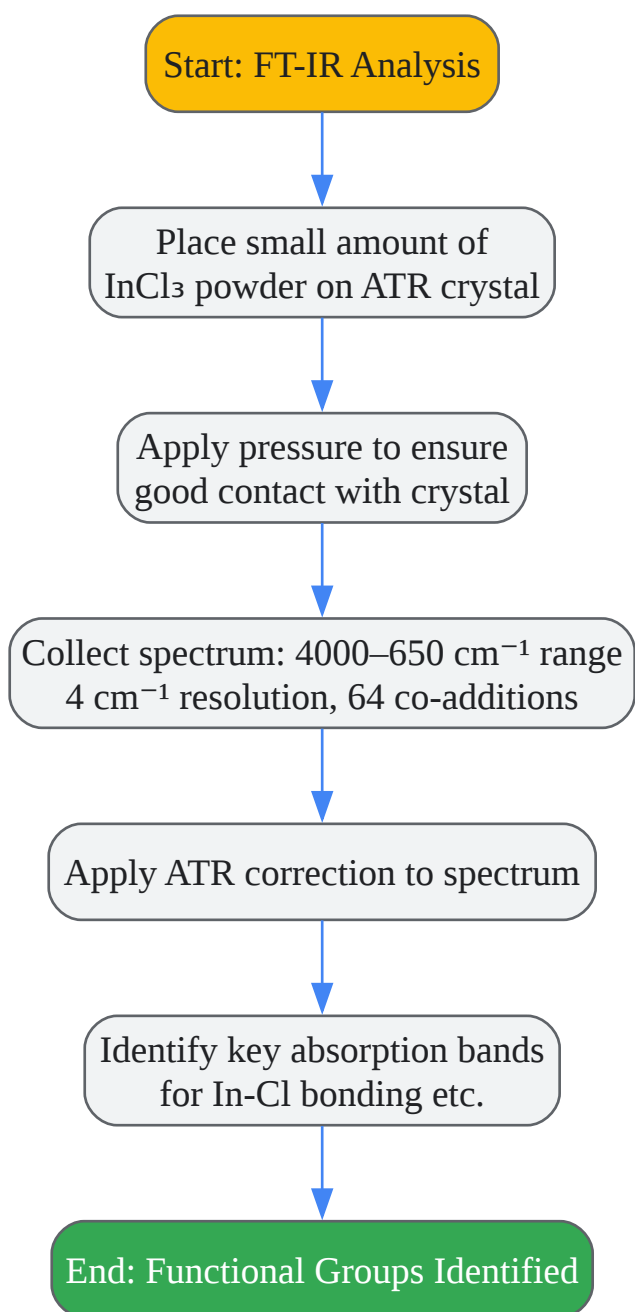 Start: FT-IR Analysis
Place small amount of
InCl₃ powder on ATR crystal
Apply pressure to ensure
good contact with crystal
Collect spectrum: 4000–650 cm⁻¹ range
4 cm⁻¹ resolution, 64 co-additions
Apply ATR correction to spectrum
Identify key absorption bands
for In-Cl bonding etc.
End: Functional Groups Identified